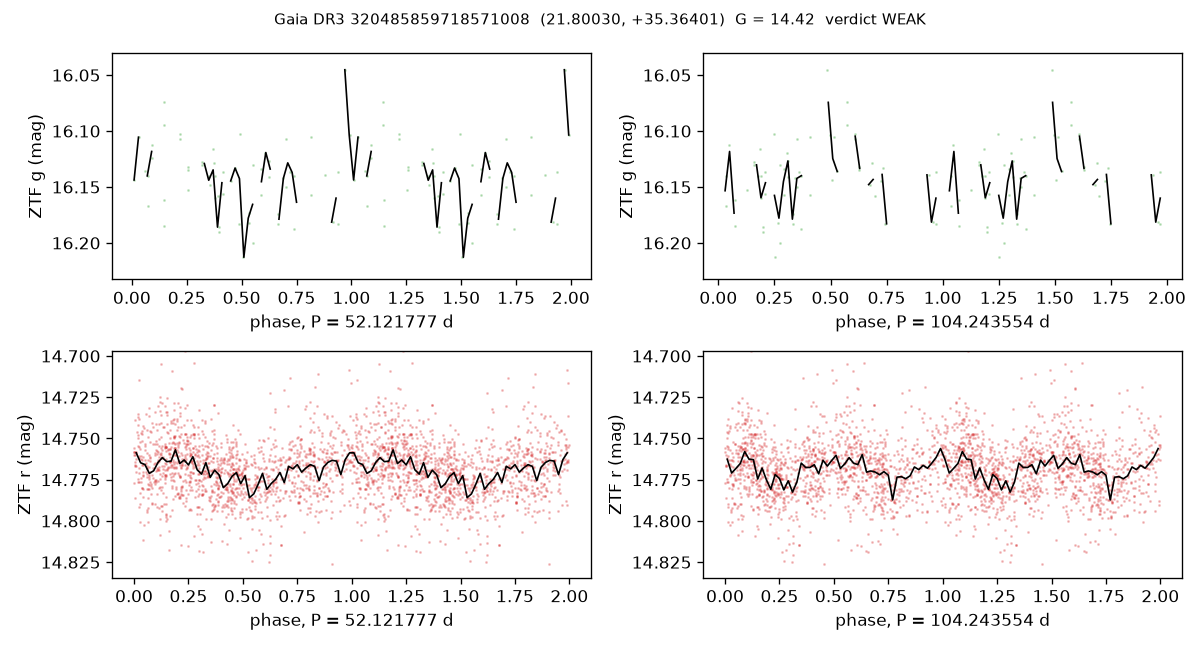 Gaia DR3 320485859718571008  (21.80030, +35.36401)  G = 14.42  verdict WEAK
ZTF g (mag)
16.05
16.10
16.15
16.20
0.00 0.25 0.50 0.75 1.00 1.25 1.50 1.75 2.00
phase, P = 52.121777 d
ZTF g (mag)
16.05
16.10
16.15
16.20
0.00 0.25 0.50 0.75 1.00 1.25 1.50 1.75 2.00
phase, P = 104.243554 d
ZTF r (mag)
14.700
14.725
14.750
14.775
14.800
14.825
0.00 0.25 0.50 0.75 1.00 1.25 1.50 1.75 2.00
phase, P = 52.121777 d
ZTF r (mag)
14.700
14.725
14.750
14.775
14.800
14.825
0.00 0.25 0.50 0.75 1.00 1.25 1.50 1.75 2.00
phase, P = 104.243554 d